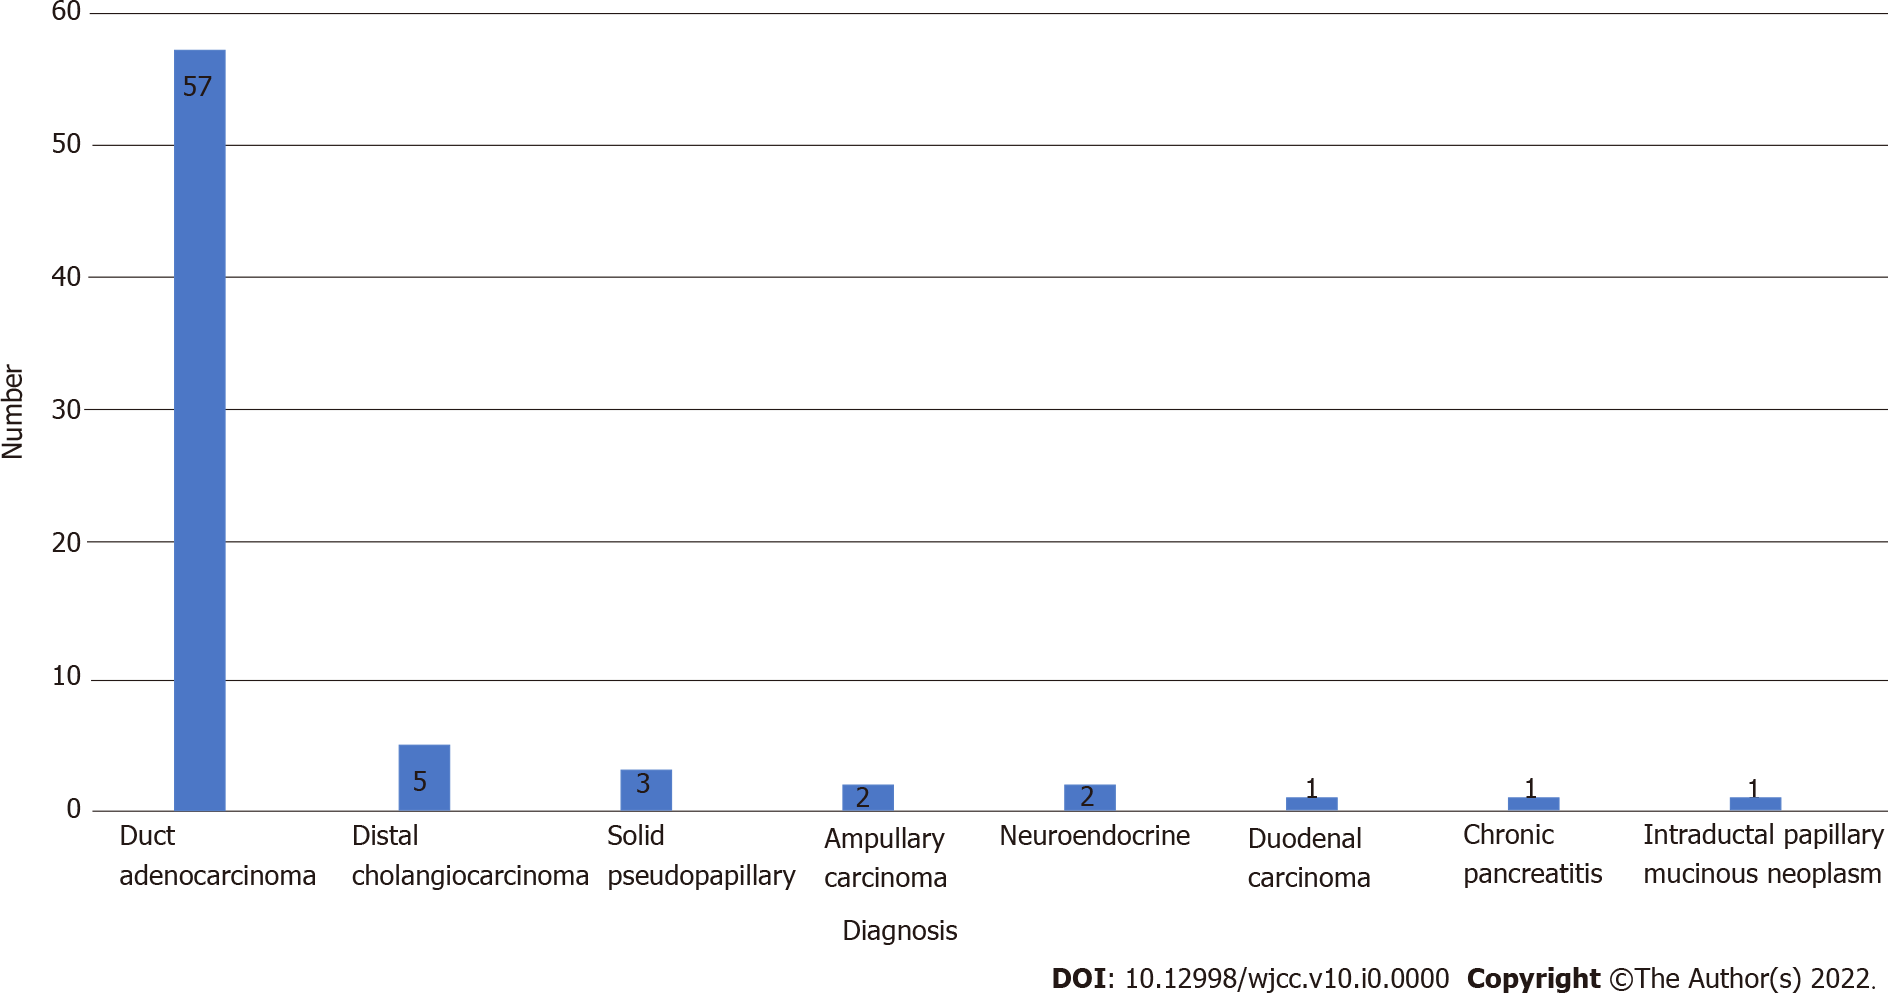 60
50
40
30
20
10
0
Number
57
5
3
2
2
1
1
1
Duct
adenocarcinoma
Distal
cholangiocarcinoma
Solid
pseudopapillary
Ampullary
carcinoma
Neuroendocrine
Duodenal
carcinoma
Chronic
pancreatitis
Intraductal papillary
mucinous neoplasm
Diagnosis
DOI: 10.12998/wjcc.v10.i0.0000 Copyright ©The Author(s) 2022.